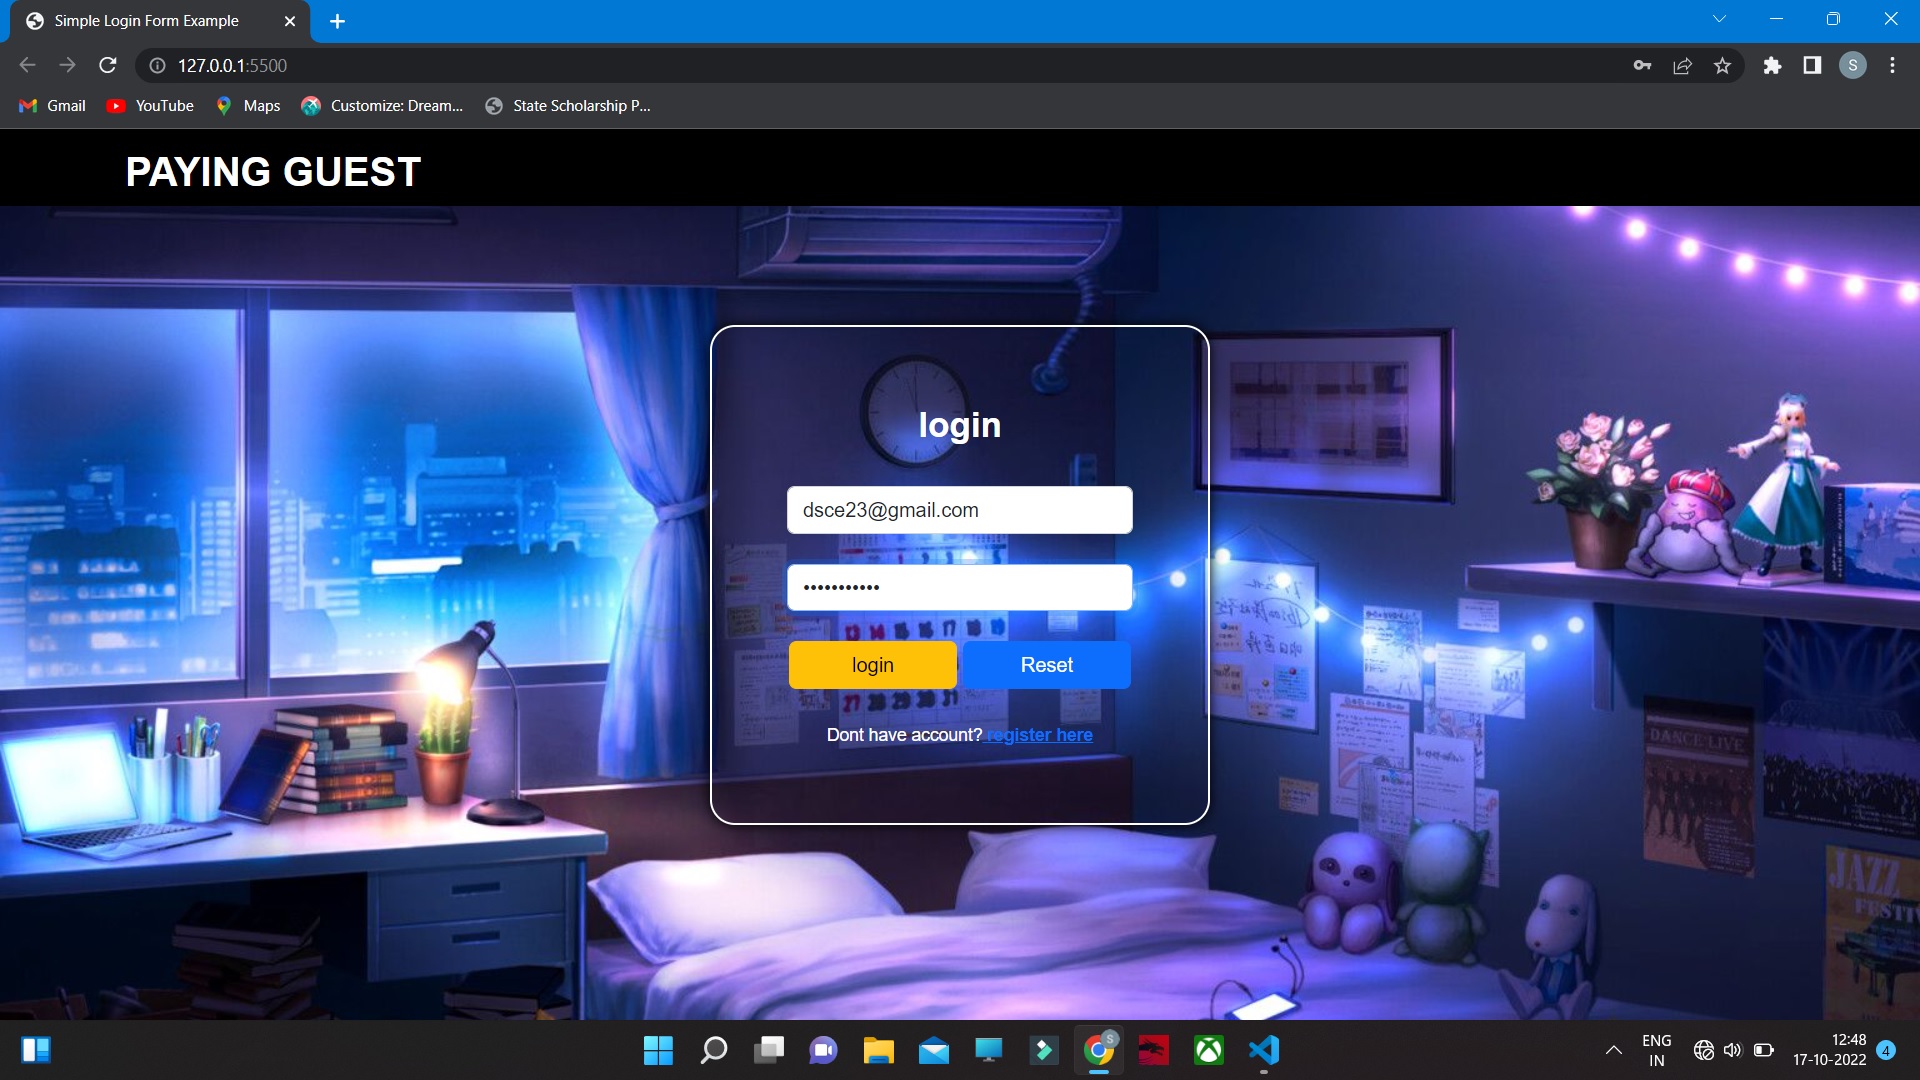 Simple Login Form Example
127.0.0.1:5500
S
Gmail YouTube Maps Customize: Dream... State Scholarship P...
PAYING GUEST
login
dsce23@gmail.com
•••••••••••
login Reset
Dont have account? register here
DANCE LIVE
JAZZ
FESTI
S
ENG
IN
12:48
17-10-2022
4